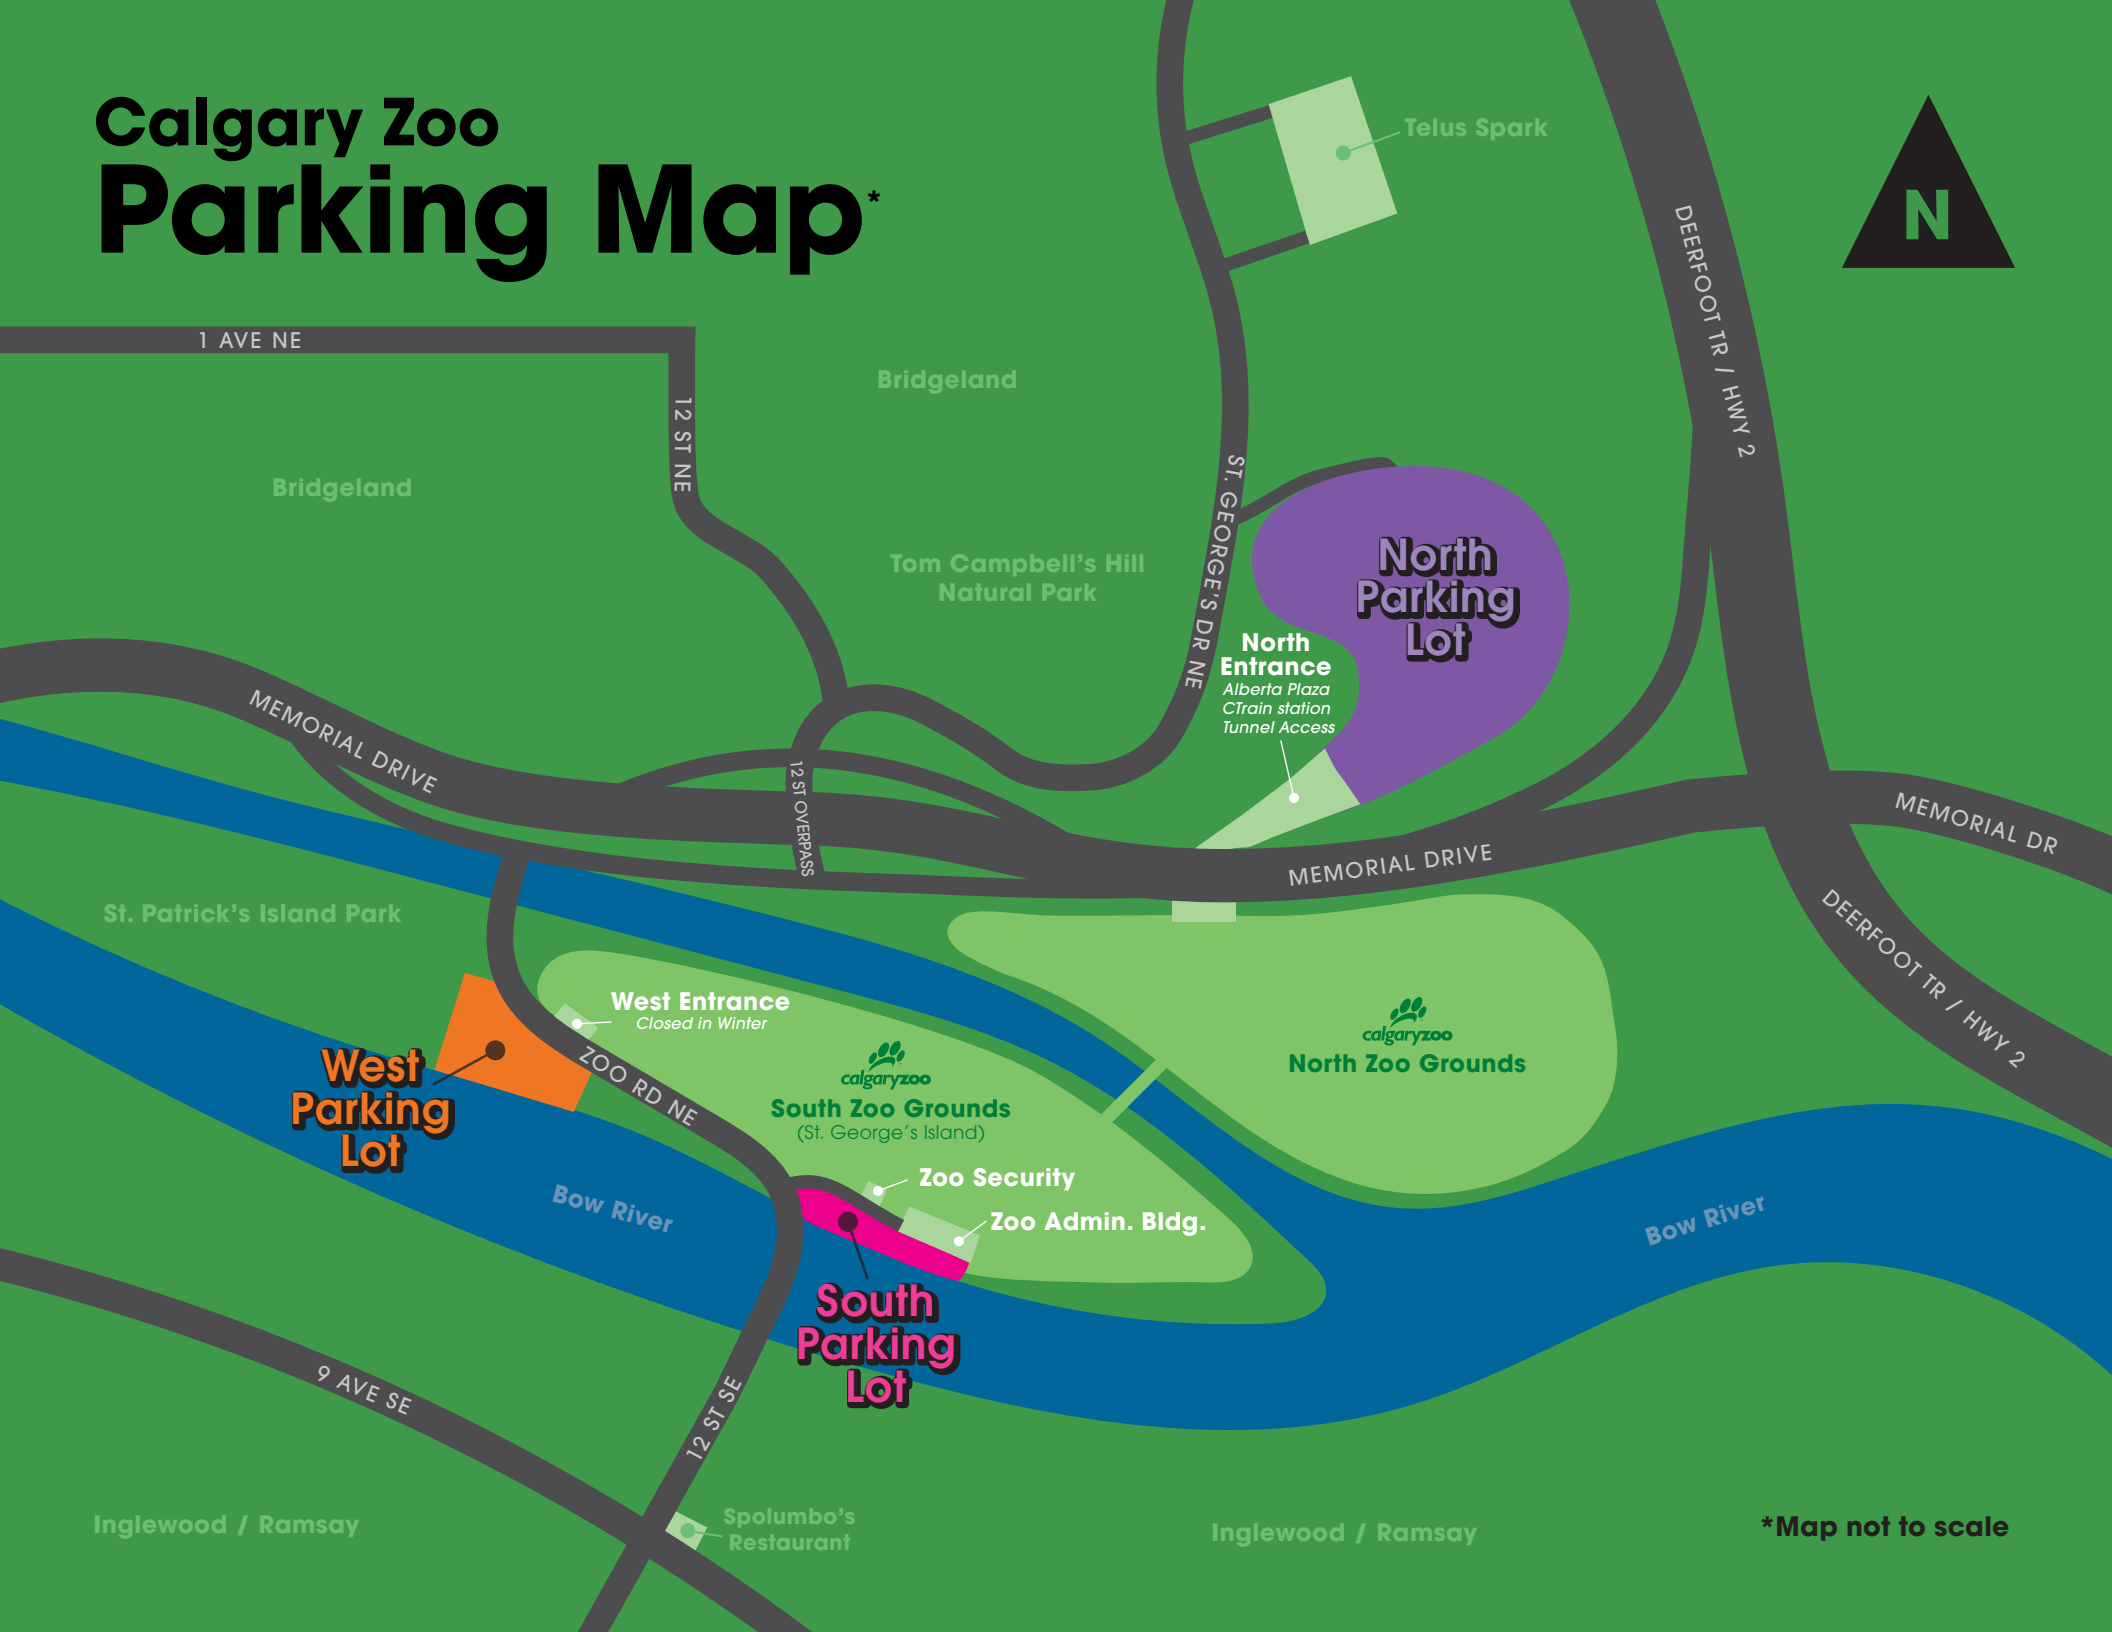 Calgary Zoo
Parking Map*
Telus Spark
N
DEERFOOT TR / HWY 2
1 AVE NE
Bridgeland
12 ST NE
Bridgeland
ST. GEORGE'S DR NE
Tom Campbell's Hill
Natural Park
North
Parking
Lot
North
Entrance
Alberta Plaza
CTrain station
Tunnel Access
MEMORIAL DRIVE
12 ST OVERPASS
MEMORIAL DRIVE
MEMORIAL DR
DEERFOOT TR / HWY 2
St. Patrick's Island Park
West Entrance
Closed in Winter
ZOO RD NE
West
Parking
Lot
calgaryzoo
South Zoo Grounds
(St. George's Island)
calgaryzoo
North Zoo Grounds
Zoo Security
Zoo Admin. Bldg.
Bow River
Bow River
South
Parking
Lot
9 AVE SE
12 ST SE
Inglewood / Ramsay
Spolumbo's
Restaurant
Inglewood / Ramsay
*Map not to scale